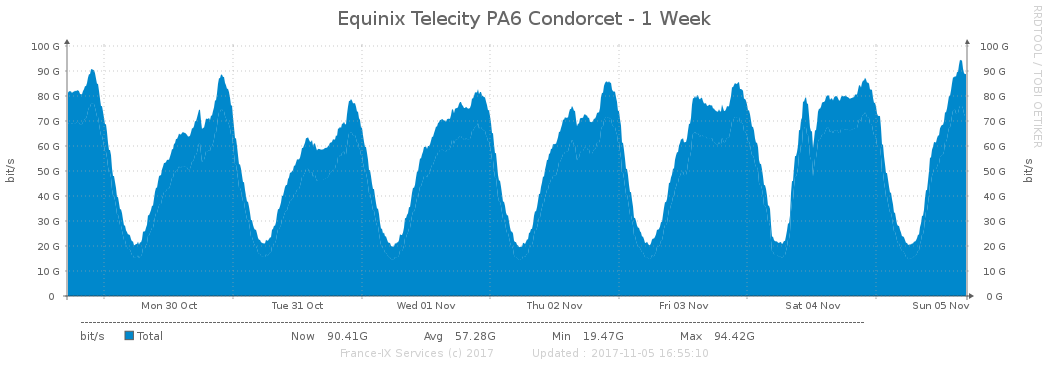 Equinix Telecity PA6 Condorcet - 1 Week
RRDTOOL / TOBI OETIKER
bit/s
100 G
90 G
80 G
70 G
60 G
50 G
40 G
30 G
20 G
10 G
0
100 G
90 G
80 G
70 G
60 G
50 G
40 G
30 G
20 G
10 G
0 G
bit/s
Mon 30 Oct Tue 31 Oct Wed 01 Nov Thu 02 Nov Fri 03 Nov Sat 04 Nov Sun 05 Nov
bit/s Total Now 90.41G Avg 57.28G Min 19.47G Max 94.42G
France-IX Services (c) 2017 Updated : 2017-11-05 16:55:10